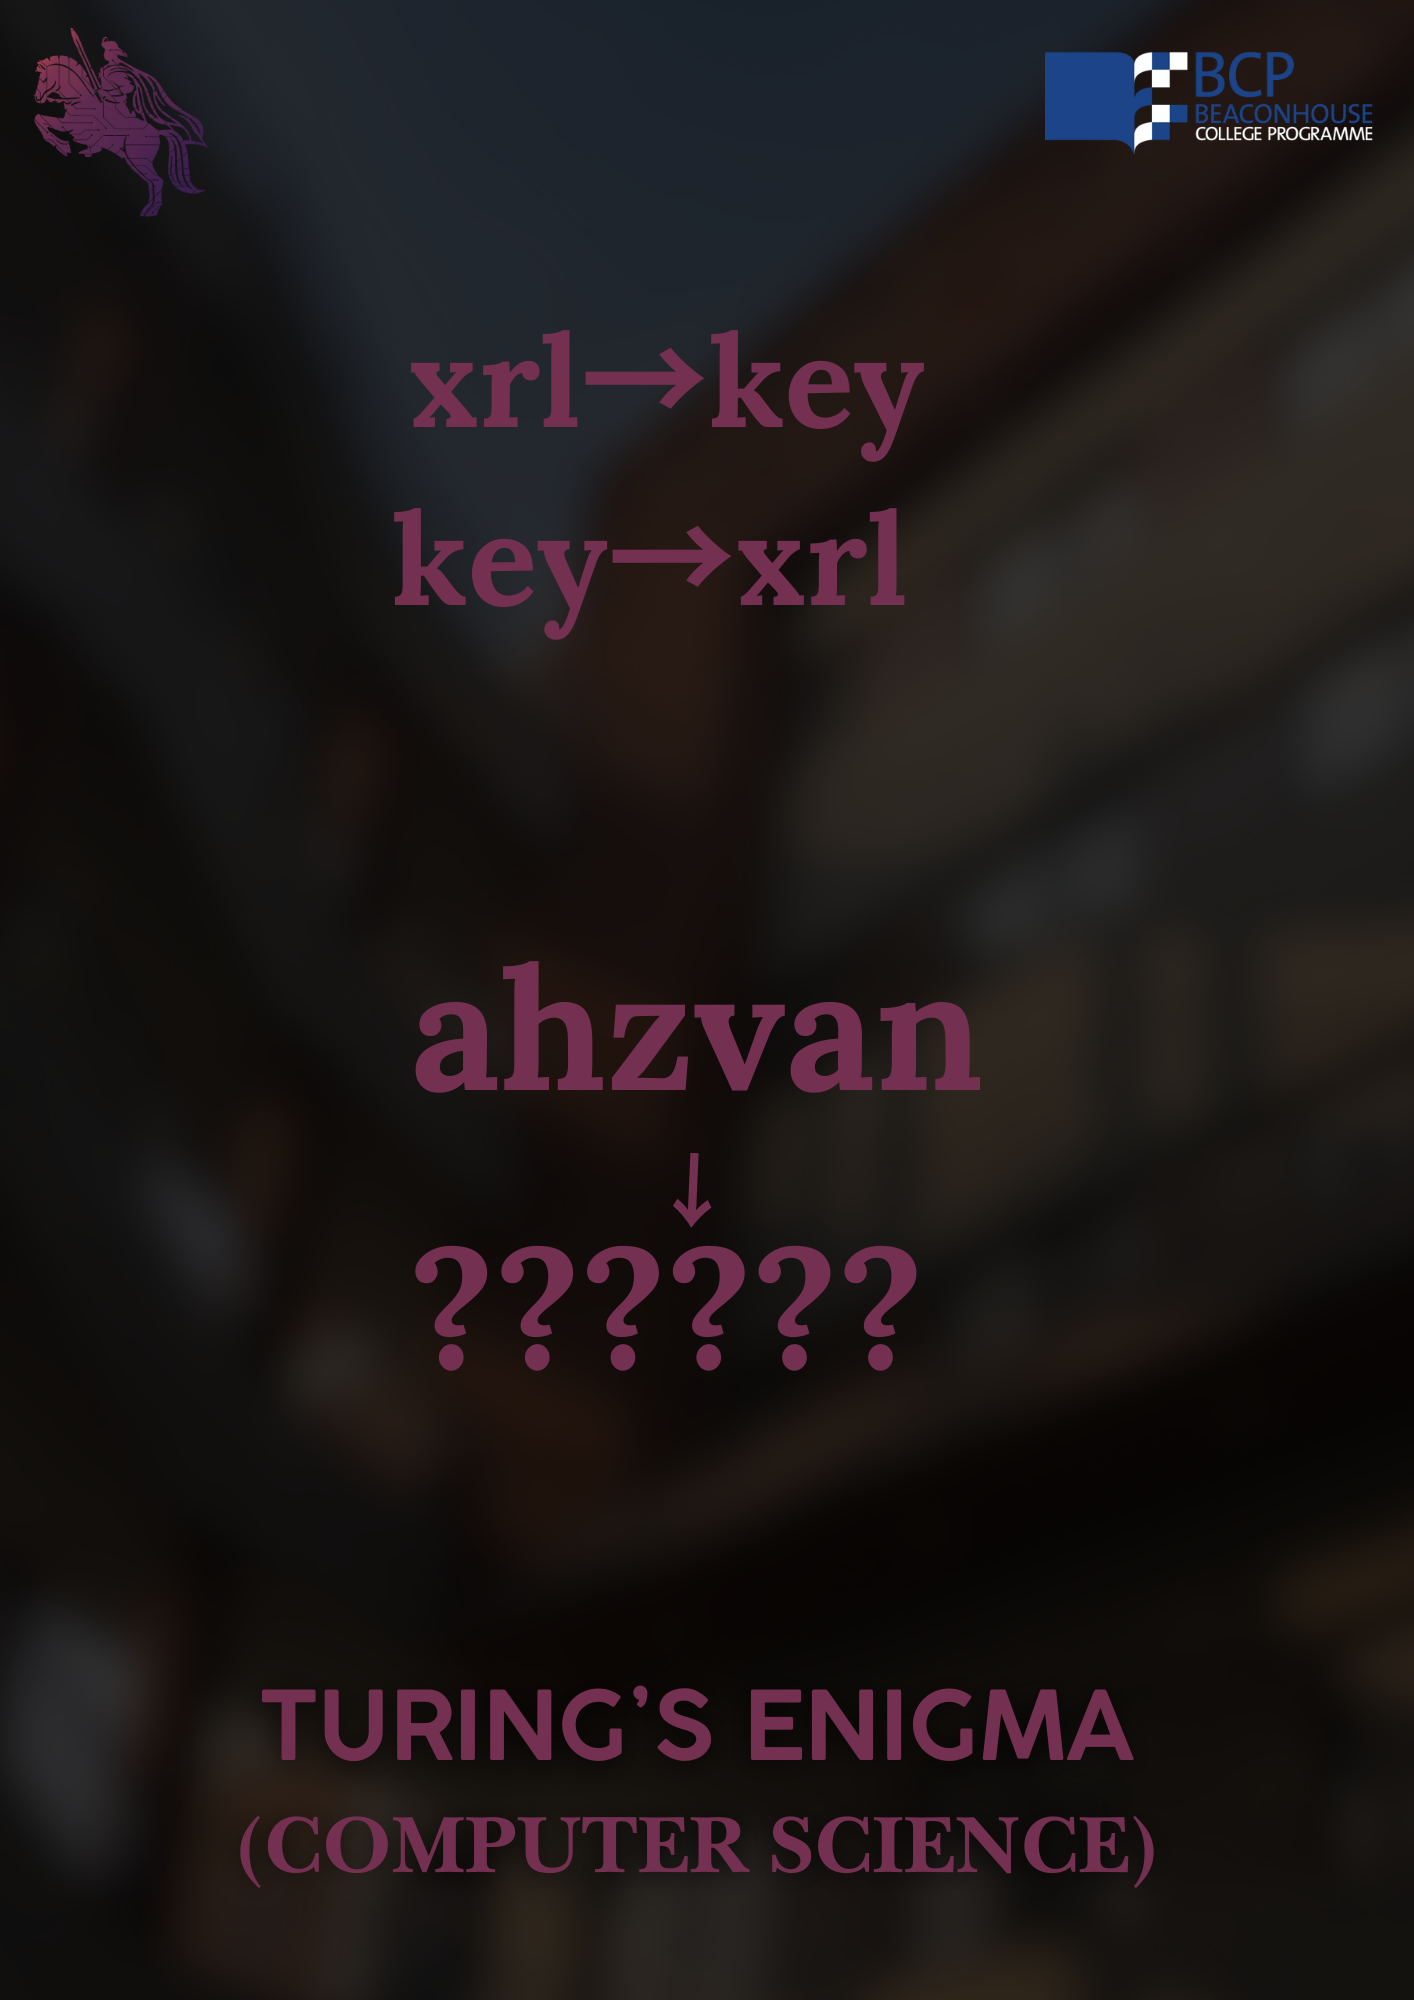 BCP
BEACONHOUSE
COLLEGE PROGRAMME
xrl→key
key→xrl
ahzvan
↓
??????
TURING’S ENIGMA
(COMPUTER SCIENCE)